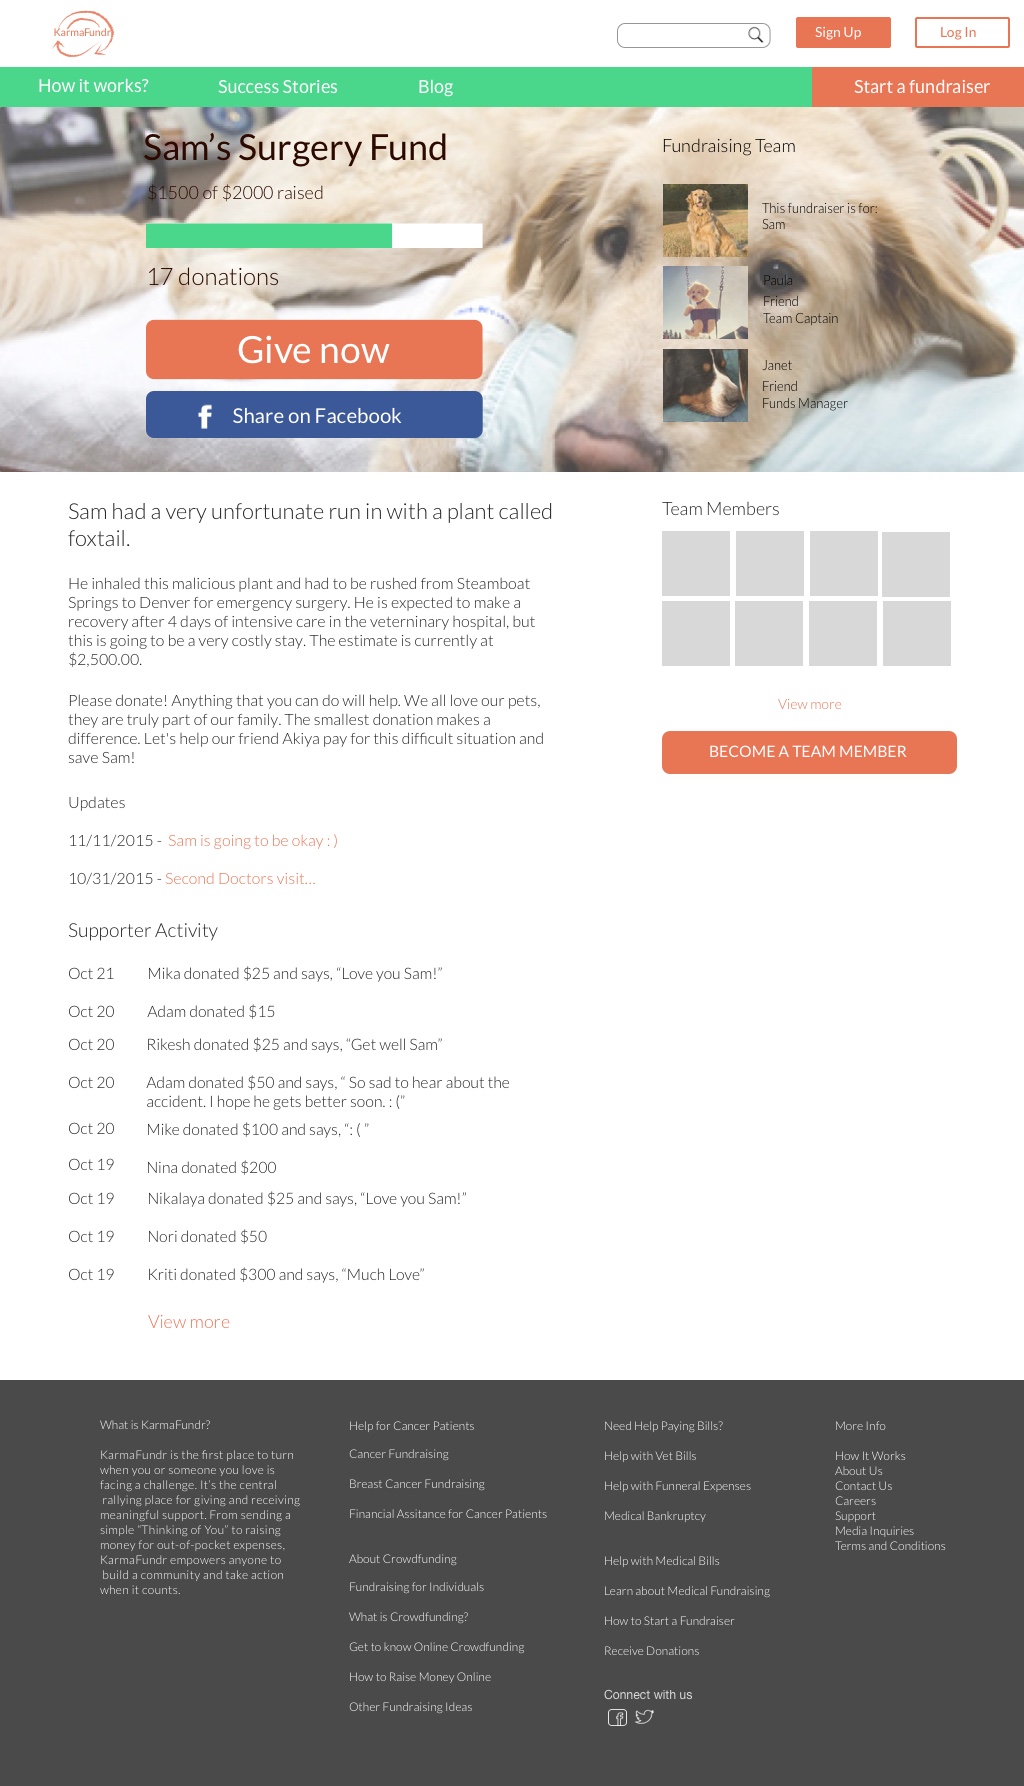 KarmaFundr
Sign Up
Log In
How it works?
Success Stories
Blog
Start a fundraiser
Sam's Surgery Fund
$1500 of $2000 raised
17 donations
Give now
f Share on Facebook
Fundraising Team
This fundraiser is for:
Sam
Paula
Friend
Team Captain
Janet
Friend
Funds Manager
Sam had a very unfortunate run in with a plant called
foxtail.
He inhaled this malicious plant and had to be rushed from Steamboat
Springs to Denver for emergency surgery. He is expected to make a
recovery after 4 days of intensive care in the veterninary hospital, but
this is going to be a very costly stay. The estimate is currently at
$2,500.00.
Please donate! Anything that you can do will help. We all love our pets,
they are truly part of our family. The smallest donation makes a
difference. Let's help our friend Akiya pay for this difficult situation and
save Sam!
Updates
11/11/2015 - Sam is going to be okay : )
10/31/2015 - Second Doctors visit...
Team Members
View more
BECOME A TEAM MEMBER
Supporter Activity
Oct 21 Mika donated $25 and says, “Love you Sam!”
Oct 20 Adam donated $15
Oct 20 Rikesh donated $25 and says, “Get well Sam”
Oct 20 Adam donated $50 and says, “ So sad to hear about the
accident. I hope he gets better soon. : (”
Oct 20 Mike donated $100 and says, “: ( ”
Oct 19 Nina donated $200
Oct 19 Nikalaya donated $25 and says, “Love you Sam!”
Oct 19 Nori donated $50
Oct 19 Kriti donated $300 and says, “Much Love”
View more
What is KarmaFundr?
KarmaFundr is the first place to turn
when you or someone you love is
facing a challenge. It's the central
rallying place for giving and receiving
meaningful support. From sending a
simple “Thinking of You” to raising
money for out-of-pocket expenses,
KarmaFundr empowers anyone to
build a community and take action
when it counts.
Help for Cancer Patients
Cancer Fundraising
Breast Cancer Fundraising
Financial Assitance for Cancer Patients
About Crowdfunding
Fundraising for Individuals
What is Crowdfunding?
Get to know Online Crowdfunding
How to Raise Money Online
Other Fundraising Ideas
Need Help Paying Bills?
Help with Vet Bills
Help with Funneral Expenses
Medical Bankruptcy
Help with Medical Bills
Learn about Medical Fundraising
How to Start a Fundraiser
Receive Donations
Connect with us
f
More Info
How It Works
About Us
Contact Us
Careers
Support
Media Inquiries
Terms and Conditions